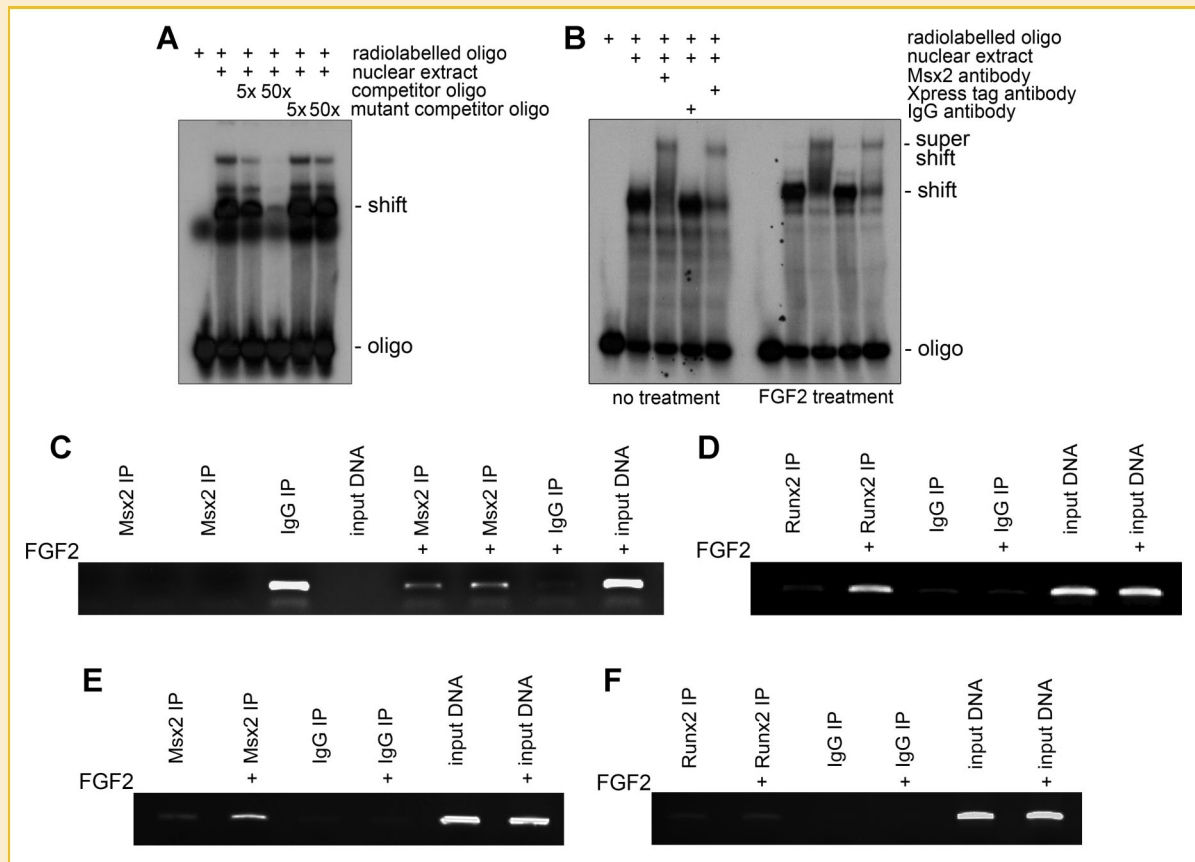 A
+ + + + + + radiolabelled oligo
+ + + + + nuclear extract
5x 50x competitor oligo
5x 50x mutant competitor oligo
- shift
- oligo
B
+ + + + + radiolabelled oligo
+ + + + nuclear extract
+ Msx2 antibody
+ Xpress tag antibody
+ IgG antibody
- super
shift
- shift
- oligo
no treatment
FGF2 treatment
C
Msx2 IP
Msx2 IP
IgG IP
input DNA
+ Msx2 IP
+ Msx2 IP
+ IgG IP
+ input DNA
FGF2
D
Runx2 IP
+ Runx2 IP
IgG IP
+ IgG IP
input DNA
+ input DNA
FGF2
E
Msx2 IP
+ Msx2 IP
IgG IP
+ IgG IP
input DNA
+ input DNA
FGF2
F
Runx2 IP
+ Runx2 IP
IgG IP
+ IgG IP
input DNA
+ input DNA
FGF2